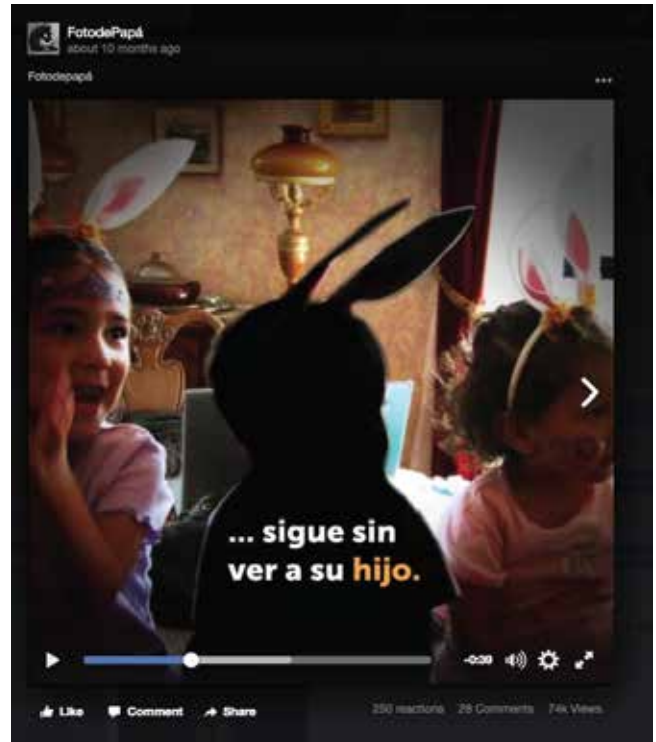 FotodePapá
about 10 months ago
Fotodepapá
... sigue sin
ver a su hijo.
-0:39
Like Comment Share 250 reactions 28 Comments 74k Views